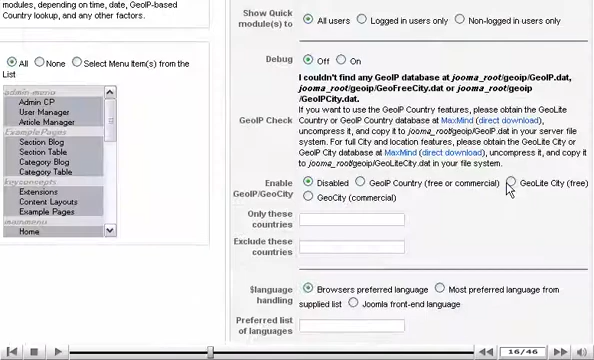 modules, depending on time, date, GeoIP-based
Country lookup, and any other factors.
All None Select Menu Item(s) from the
List
admin-menu
Admin CP
User Manager
Article Manager
ExamplePages
Section Blog
Section Table
Category Blog
Category Table
keyconcepts
Extensions
Content Layouts
Example Pages
mainmenu
Home
Show Quick
module(s) to
All users Logged in users only Non-logged in users only
Debug
Off On
GeoIP Check
I couldn't find any GeoIP database at jooma_root/geoip/GeoIP.dat,
jooma_root/geoip/GeoFreeCity.dat or jooma_root/geoip
/GeoIPCity.dat.
If you want to use the GeoIP Country features, please obtain the GeoLite
Country or GeoIP Country database at MaxMind (direct download),
uncompress it, and copy it to jooma_root/geoip/GeoIP.dat in your server file
system. For full City and location features, please obtain the GeoLite City or
GeoIP City database at MaxMind (direct download), uncompress it, and copy it
to jooma_root/geoip/GeoLiteCity.dat in your file system.
Enable
GeoIP/GeoCity
Disabled GeoIP Country (free or commercial) GeoLite City (free)
GeoCity (commercial)
Only these
countries
Exclude these
countries
$language
handling
Browsers preferred language Most preferred language from
supplied list Joomla front-end language
Preferred list
of languages
16/46